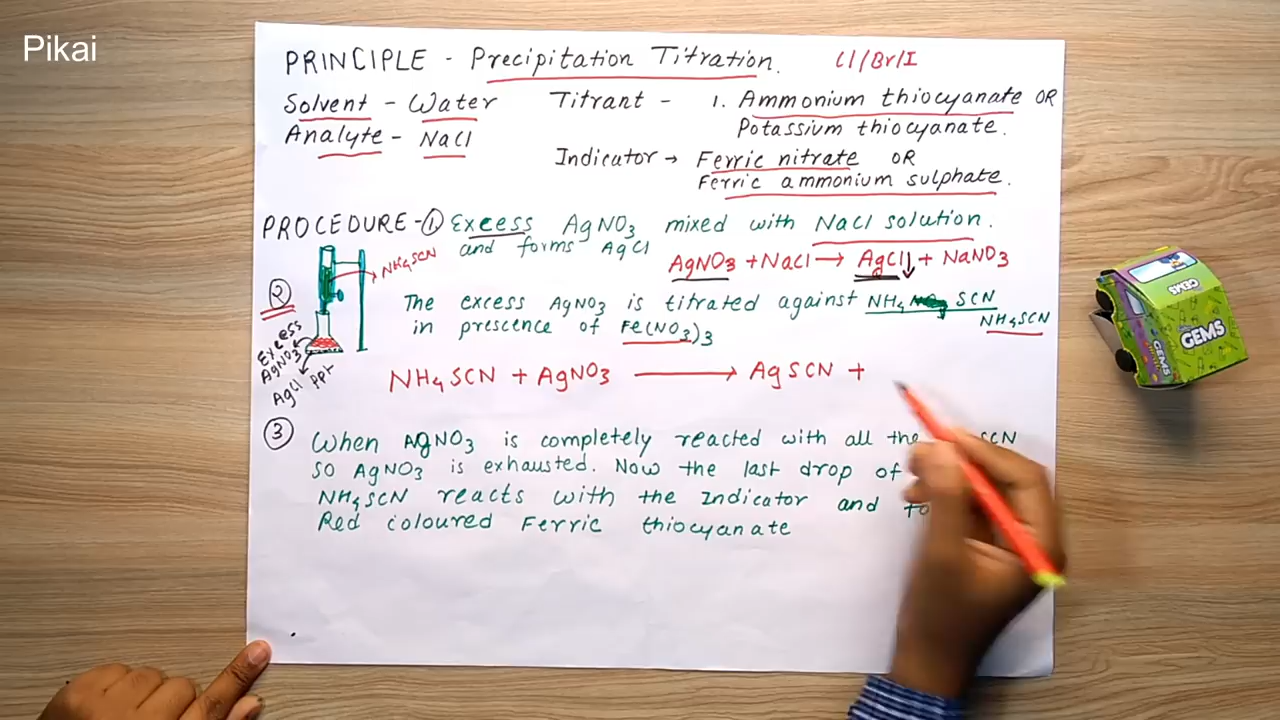 Pikai
PRINCIPLE - Precipitation Titration. Cl/Br/I
Solvent - Water Titrant - 1. Ammonium thiocyanate OR
Analyte - NaCl Potassium thiocyanate.
Indicator → Ferric nitrate OR
Ferric ammonium sulphate.
PROCEDURE - ① Excess AgNO3 mixed with NaCl solution.
and forms AgCl
AgNO3 + NaCl → AgCl↓ + NaNO3
NH4SCN
② The excess AgNO3 is titrated against NH4 SCN
NH4SCN
in prescence of Fe(NO3)3
Excess
AgNO3
AgCl ppt
NH4SCN + AgNO3 → AgSCN +
③ When AgNO3 is completely reacted with all the SCN
so AgNO3 is exhausted. Now the last drop of
NH4SCN reacts with the Indicator and
Red coloured Ferric thiocyanate
GEMS
GEMS
GEMS